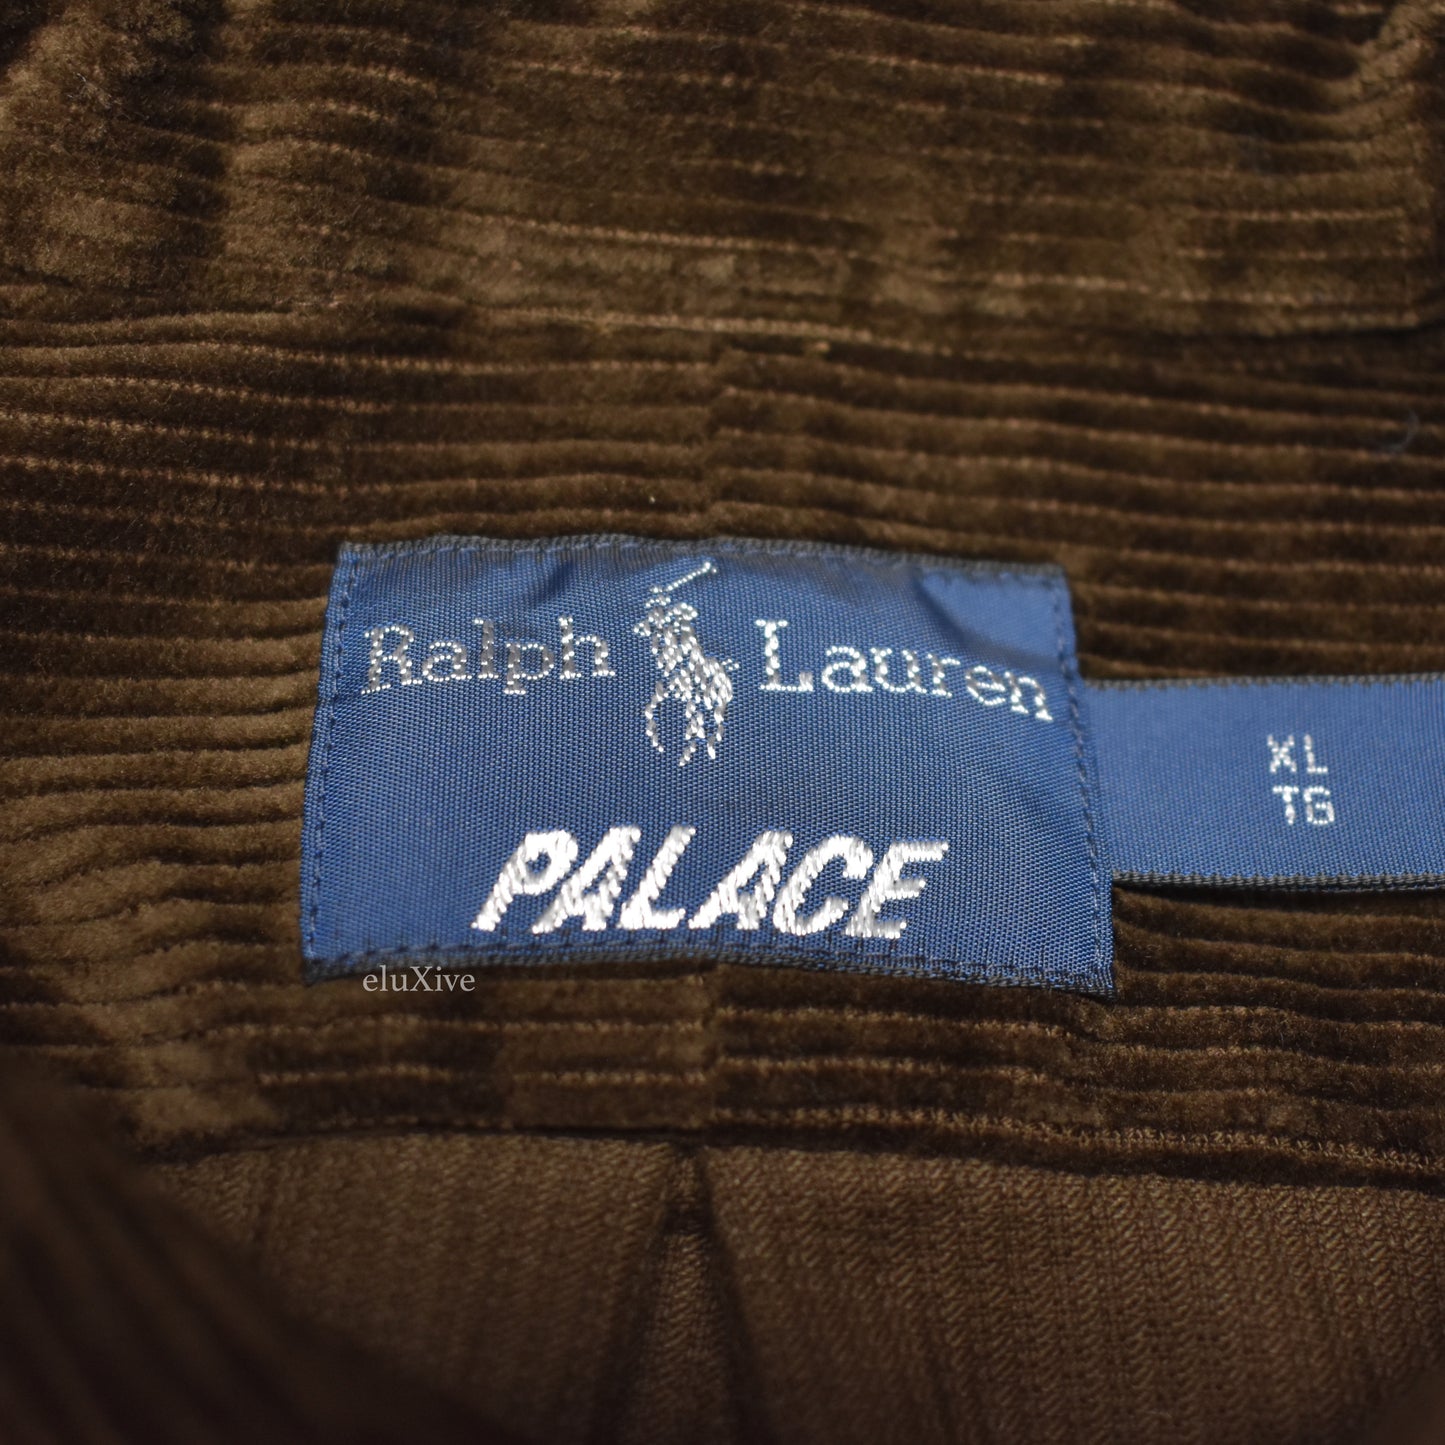 Ralph Lauren
PALACE
XL
TG
eluXive